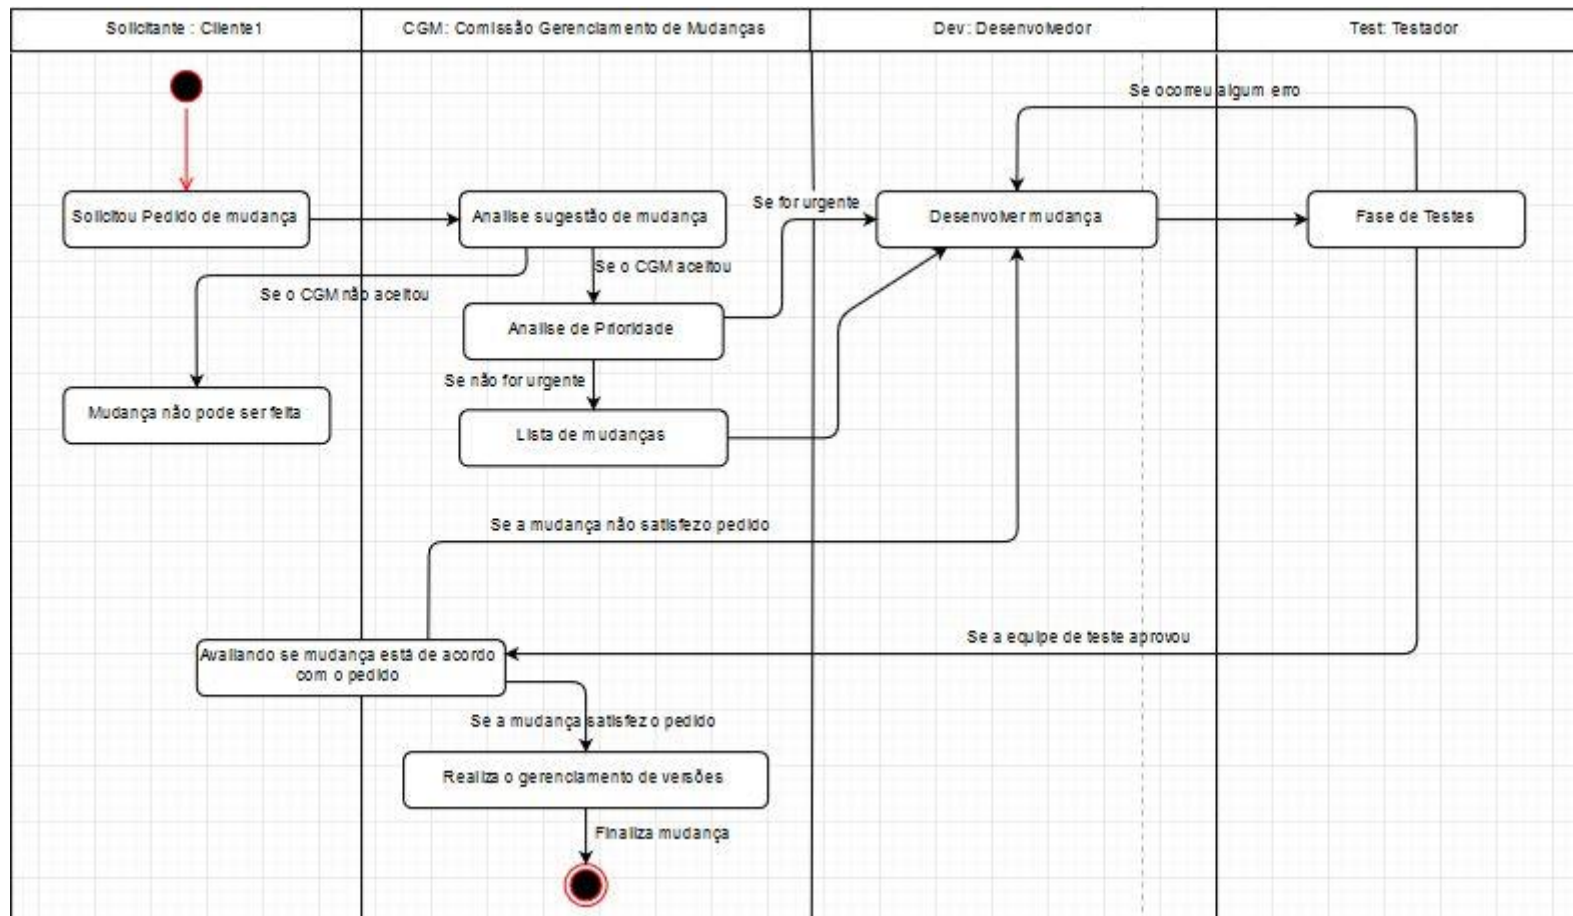 Solicitante : Cliente1
CGM: Comissão Gerenciamento de Mudanças
Dev: Desenvolvedor
Test: Testador
Se ocorreu algum erro
Solicitou Pedido de mudança
Analise sugestão de mudança
Se for urgente
Desenvolver mudança
Fase de Testes
Se o CGM aceitou
Se o CGM não aceitou
Analise de Prioridade
Se não for urgente
Mudança não pode ser feita
Lista de mudanças
Se a mudança não satisfez o pedido
Se a equipe de teste aprovou
Avaliando se mudança está de acordo
com o pedido
Se a mudança satisfez o pedido
Realiza o gerenciamento de versões
Finaliza mudança